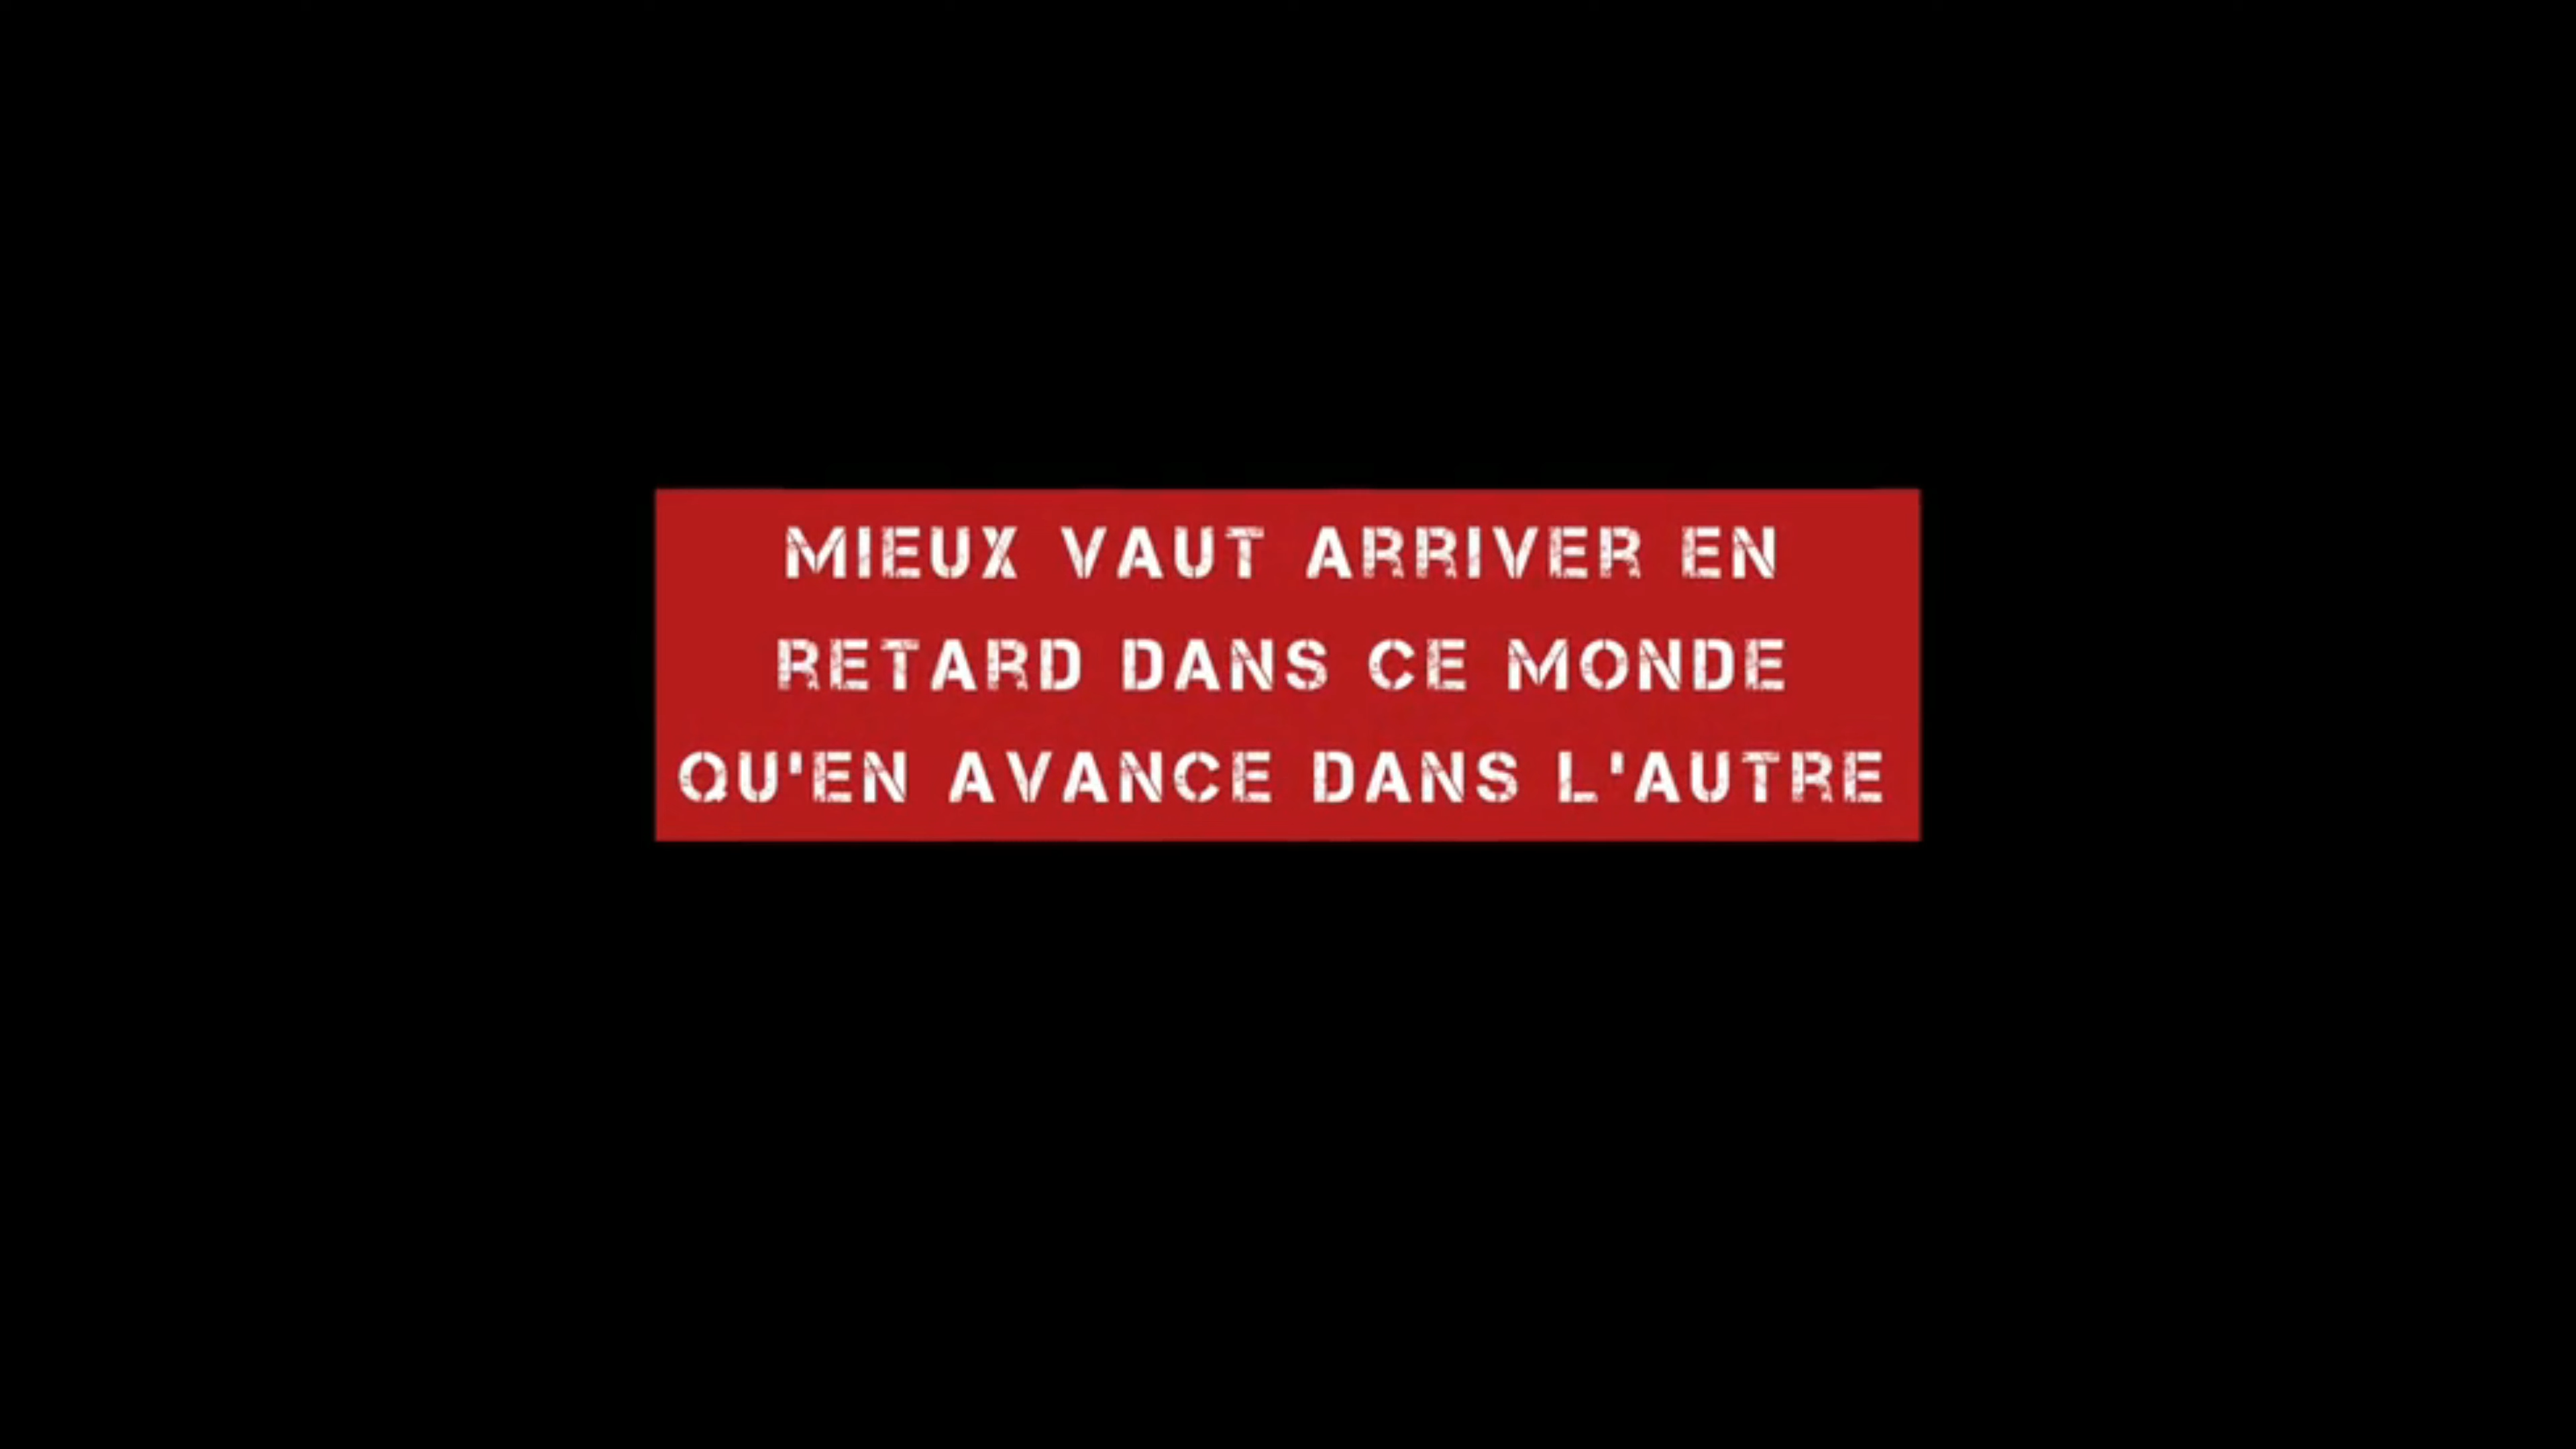 MIEUX VAUT ARRIVER EN
RETARD DANS CE MONDE
QU'EN AVANCE DANS L'AUTRE